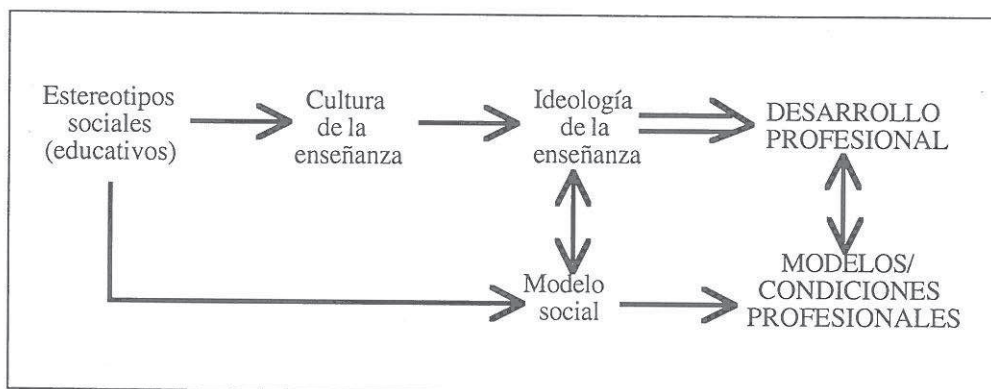 Estereotipos
sociales
(educativos)
Cultura
de la
enseñanza
Ideología
de la
enseñanza
DESARROLLO
PROFESIONAL
Modelo
social
MODELOS/
CONDICIONES
PROFESIONALES